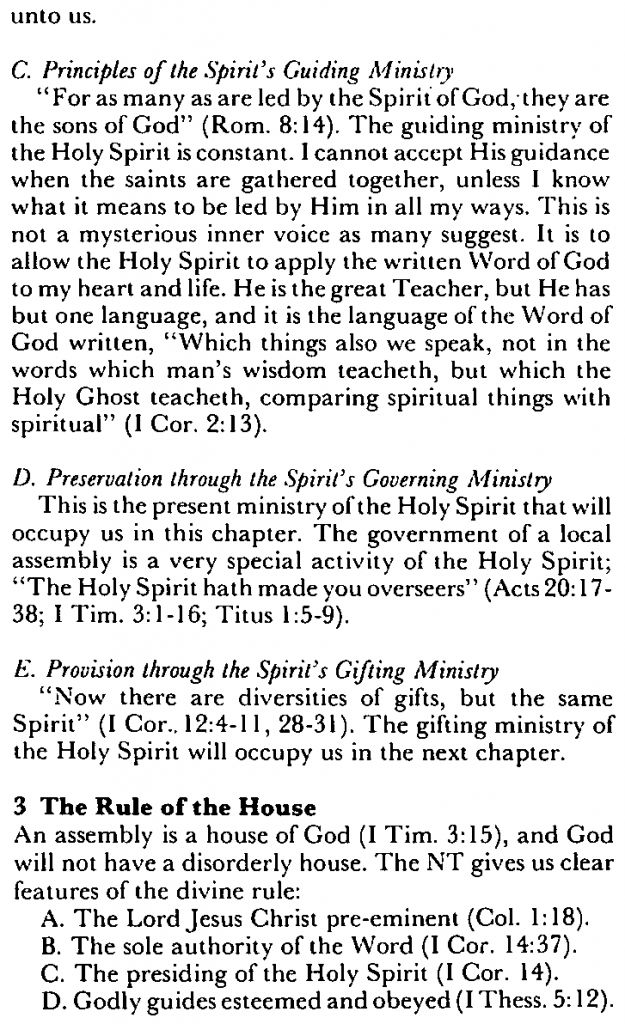 unto us.
C. Principles of the Spirit's Guiding Ministry
"For as many as are led by the Spirit of God, they are
the sons of God" (Rom. 8:14). The guiding ministry of
the Holy Spirit is constant. I cannot accept His guidance
when the saints are gathered together, unless I know
what it means to be led by Him in all my ways. This is
not a mysterious inner voice as many suggest. It is to
allow the Holy Spirit to apply the written Word of God
to my heart and life. He is the great Teacher, but He has
but one language, and it is the language of the Word of
God written, "Which things also we speak, not in the
words which man's wisdom teacheth, but which the
Holy Ghost teacheth, comparing spiritual things with
spiritual" (I Cor. 2:13).
D. Preservation through the Spirit's Governing Ministry
This is the present ministry of the Holy Spirit that will
occupy us in this chapter. The government of a local
assembly is a very special activity of the Holy Spirit;
"The Holy Spirit hath made you overseers" (Acts 20:17-
38; I Tim. 3:1-16; Titus 1:5-9).
E. Provision through the Spirit's Gifting Ministry
"Now there are diversities of gifts, but the same
Spirit" (I Cor.. 12:4-11, 28-31). The gifting ministry of
the Holy Spirit will occupy us in the next chapter.
3 The Rule of the House
An assembly is a house of God (I Tim. 3:15), and God
will not have a disorderly house. The NT gives us clear
features of the divine rule:
A. The Lord Jesus Christ pre-eminent (Col. 1:18).
B. The sole authority of the Word (I Cor. 14:37).
C. The presiding of the Holy Spirit (I Cor. 14).
D. Godly guides esteemed and obeyed (I Thess. 5:12).